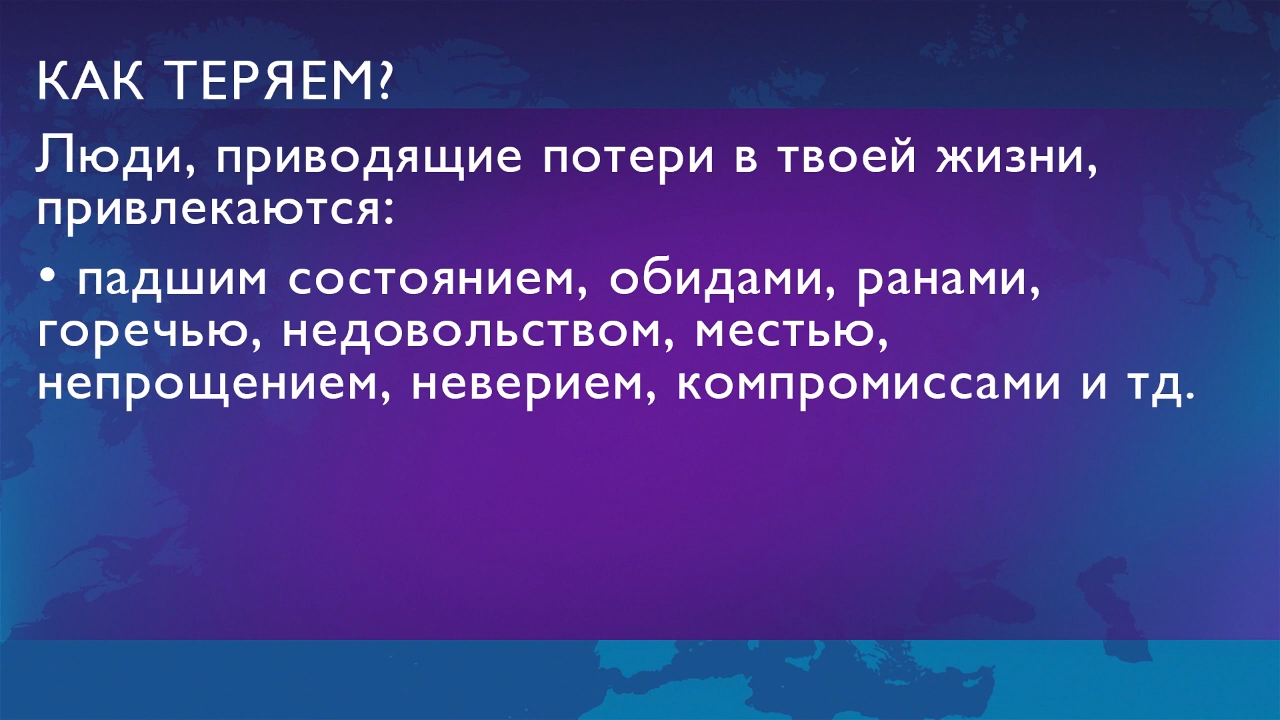 КАК ТЕРЯЕМ?
Люди, приводящие потери в твоей жизни,
привлекаются:
• падшим состоянием, обидами, ранами,
горечью, недовольством, местью,
непрощением, неверием, компромиссами и тд.